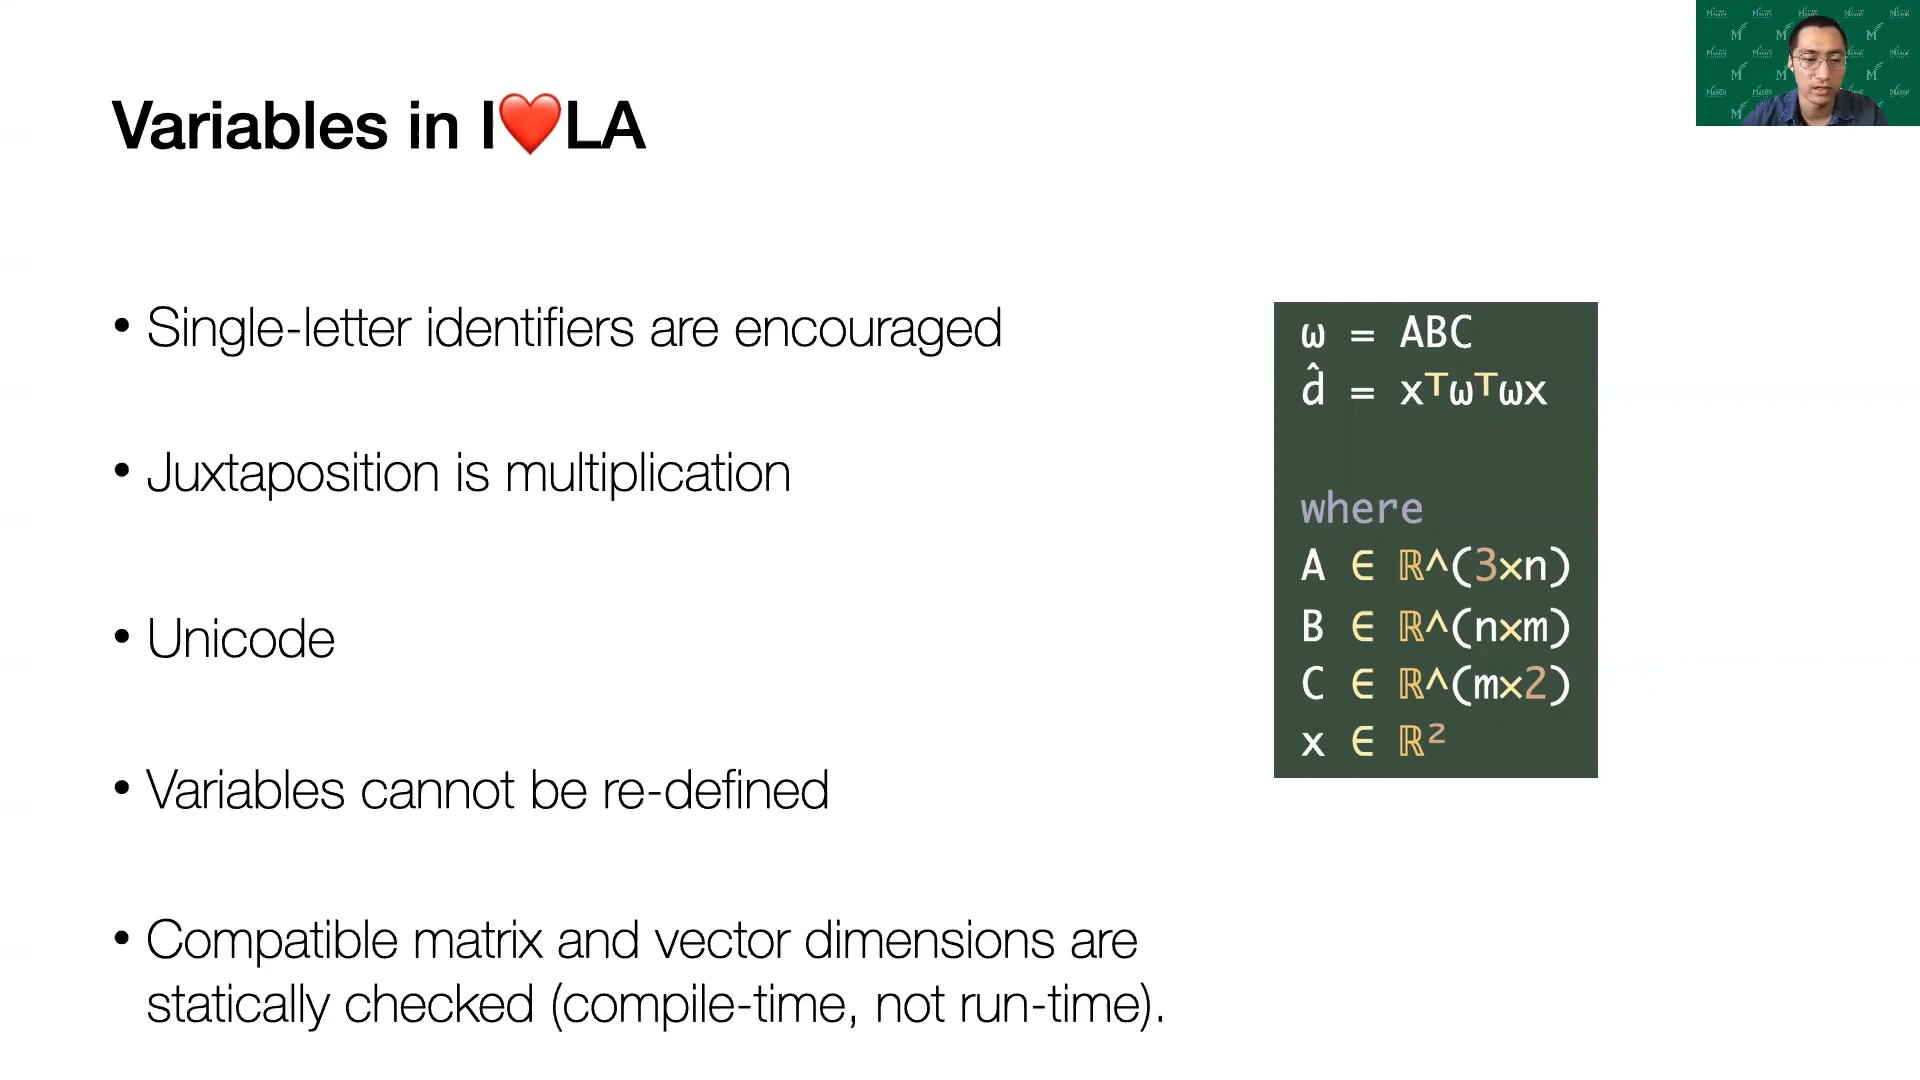 Variables in I❤️LA
• Single-letter identifiers are encouraged
• Juxtaposition is multiplication
• Unicode
• Variables cannot be re-defined
• Compatible matrix and vector dimensions are
statically checked (compile-time, not run-time).
ω = ABC
d̂ = xᵀωᵀωx
where
A ∈ ℝ^(3×n)
B ∈ ℝ^(n×m)
C ∈ ℝ^(m×2)
x ∈ ℝ²